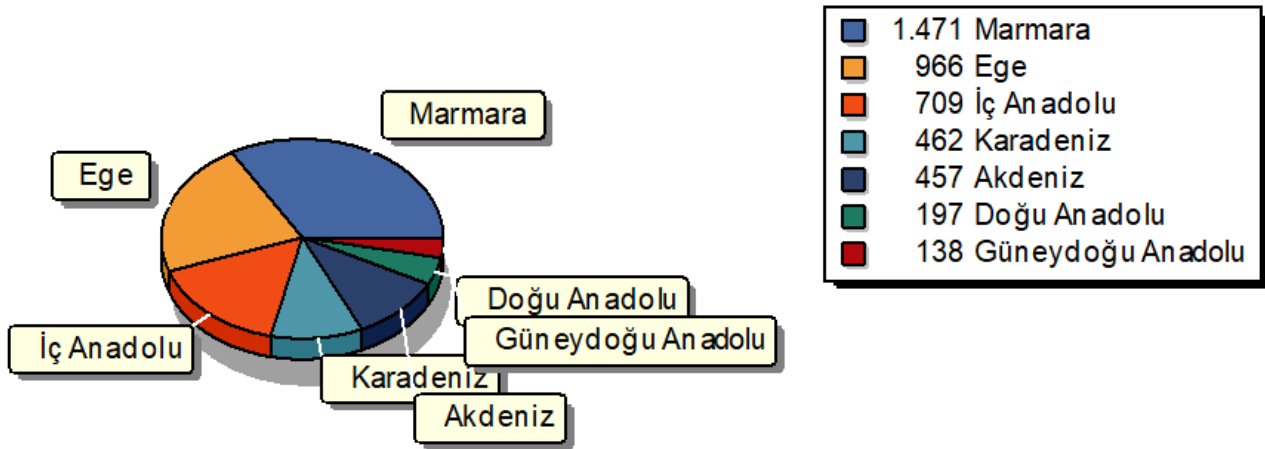 Marmara
Ege
İç Anadolu
Karadeniz
Akdeniz
Doğu Anadolu
Güneydoğu Anadolu
1.471 Marmara
966 Ege
709 İç Anadolu
462 Karadeniz
457 Akdeniz
197 Doğu Anadolu
138 Güneydoğu Anadolu